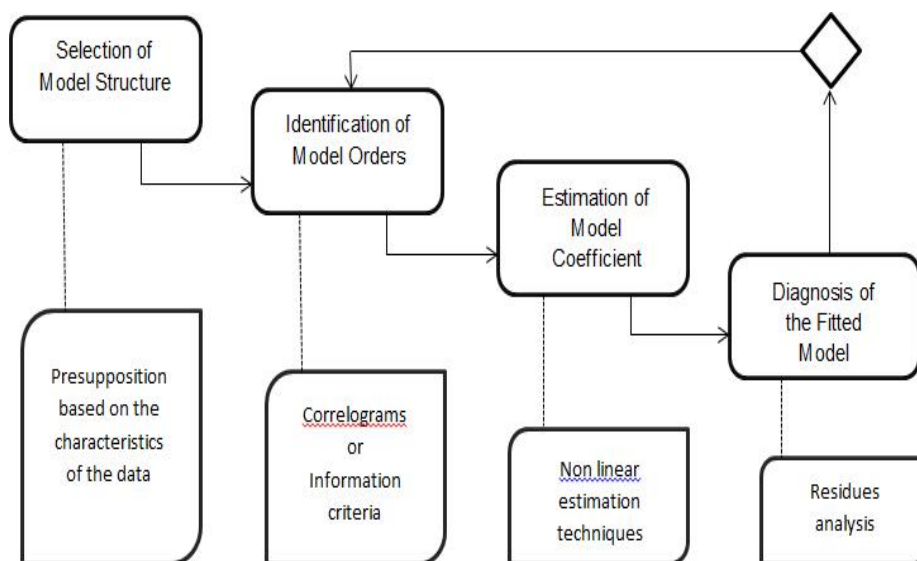 Selection of
Model Structure
Identification of
Model Orders
Estimation of
Model
Coefficient
Diagnosis of
the Fitted
Model
Presupposition
based on the
characteristics
of the data
Correlograms
or
Information
criteria
Non linear
estimation
techniques
Residues
analysis